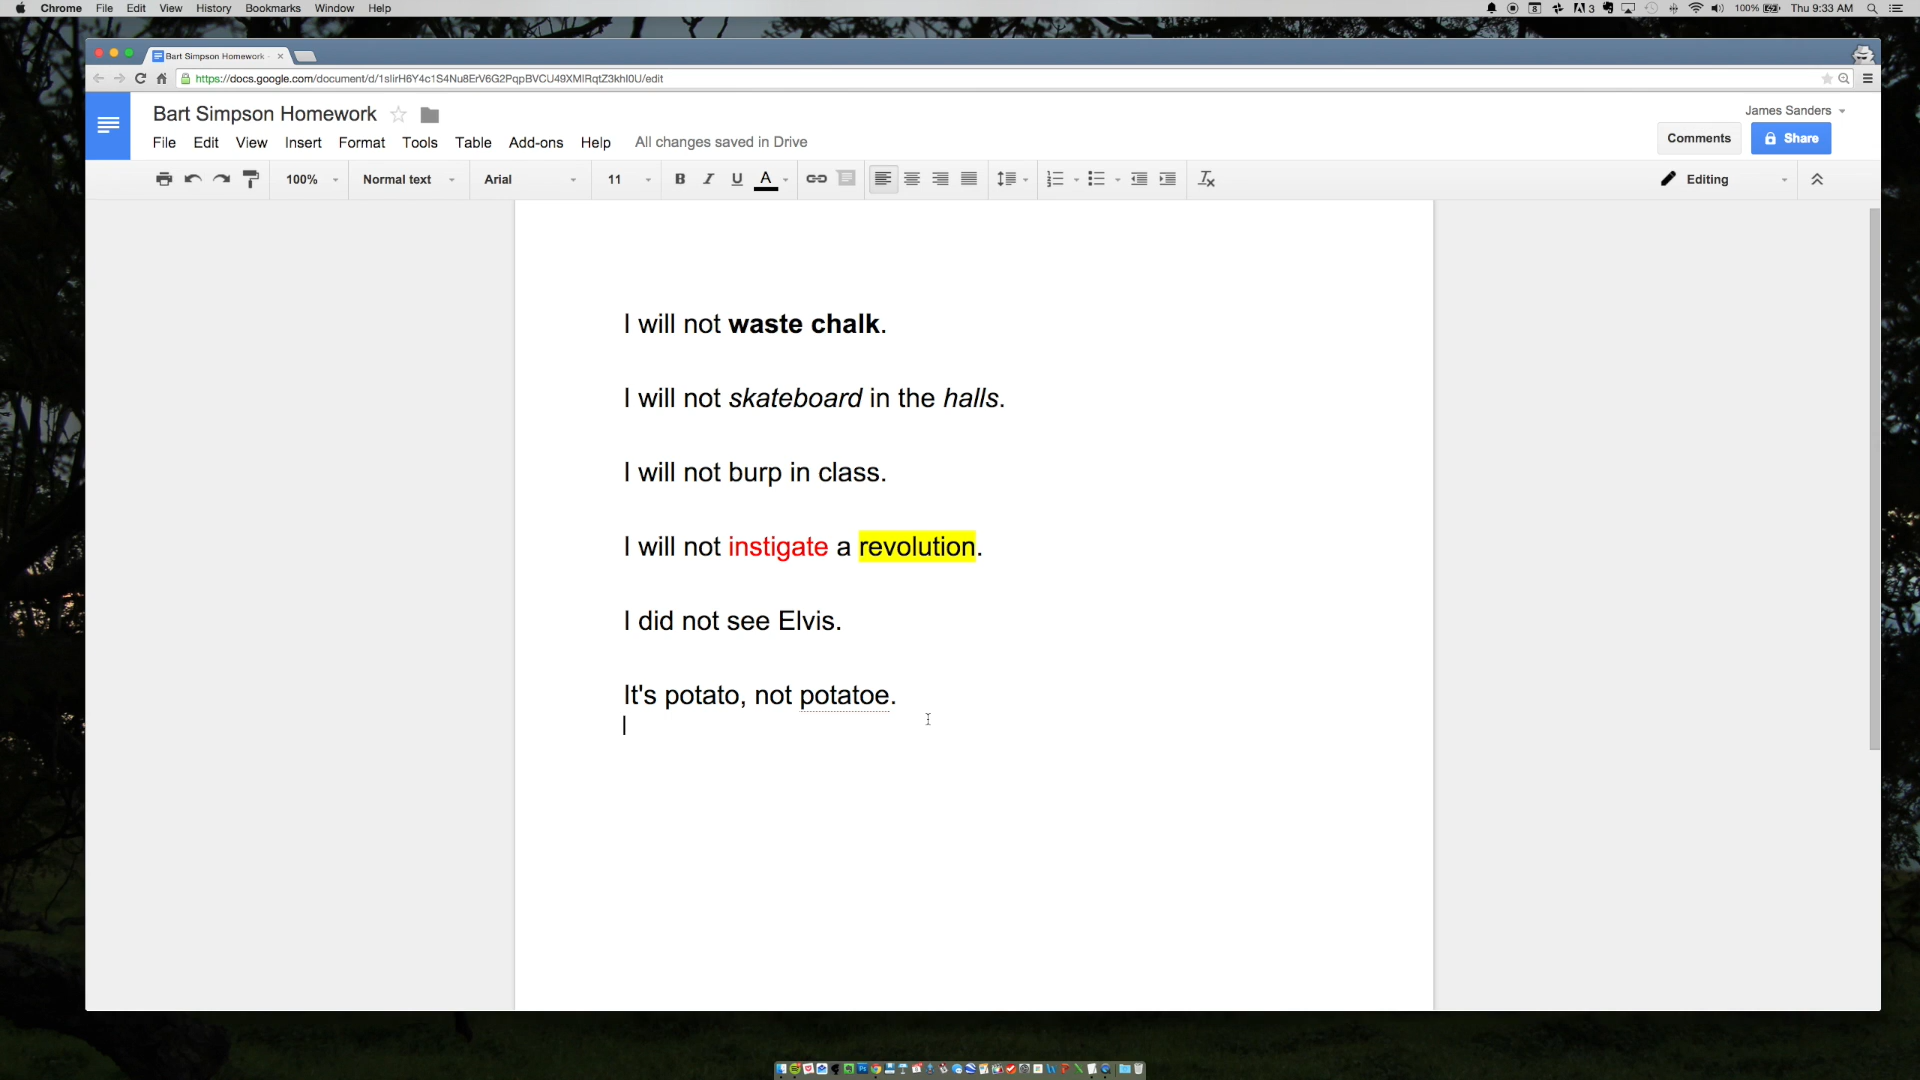 Chrome File Edit View History Bookmarks Window Help 3 100% Thu 9:33 AM
Bart Simpson Homework
https://docs.google.com/document/d/1slirH6Y4c1S4Nu8ErV6G2PqpBVCU49XMlRqtZ3khI0U/edit
Bart Simpson Homework
James Sanders
File Edit View Insert Format Tools Table Add-ons Help All changes saved in Drive
Comments Share
100% Normal text Arial 11 B I U A Editing
I will not waste chalk.
I will not skateboard in the halls.
I will not burp in class.
I will not instigate a revolution.
I did not see Elvis.
It's potato, not potatoe.